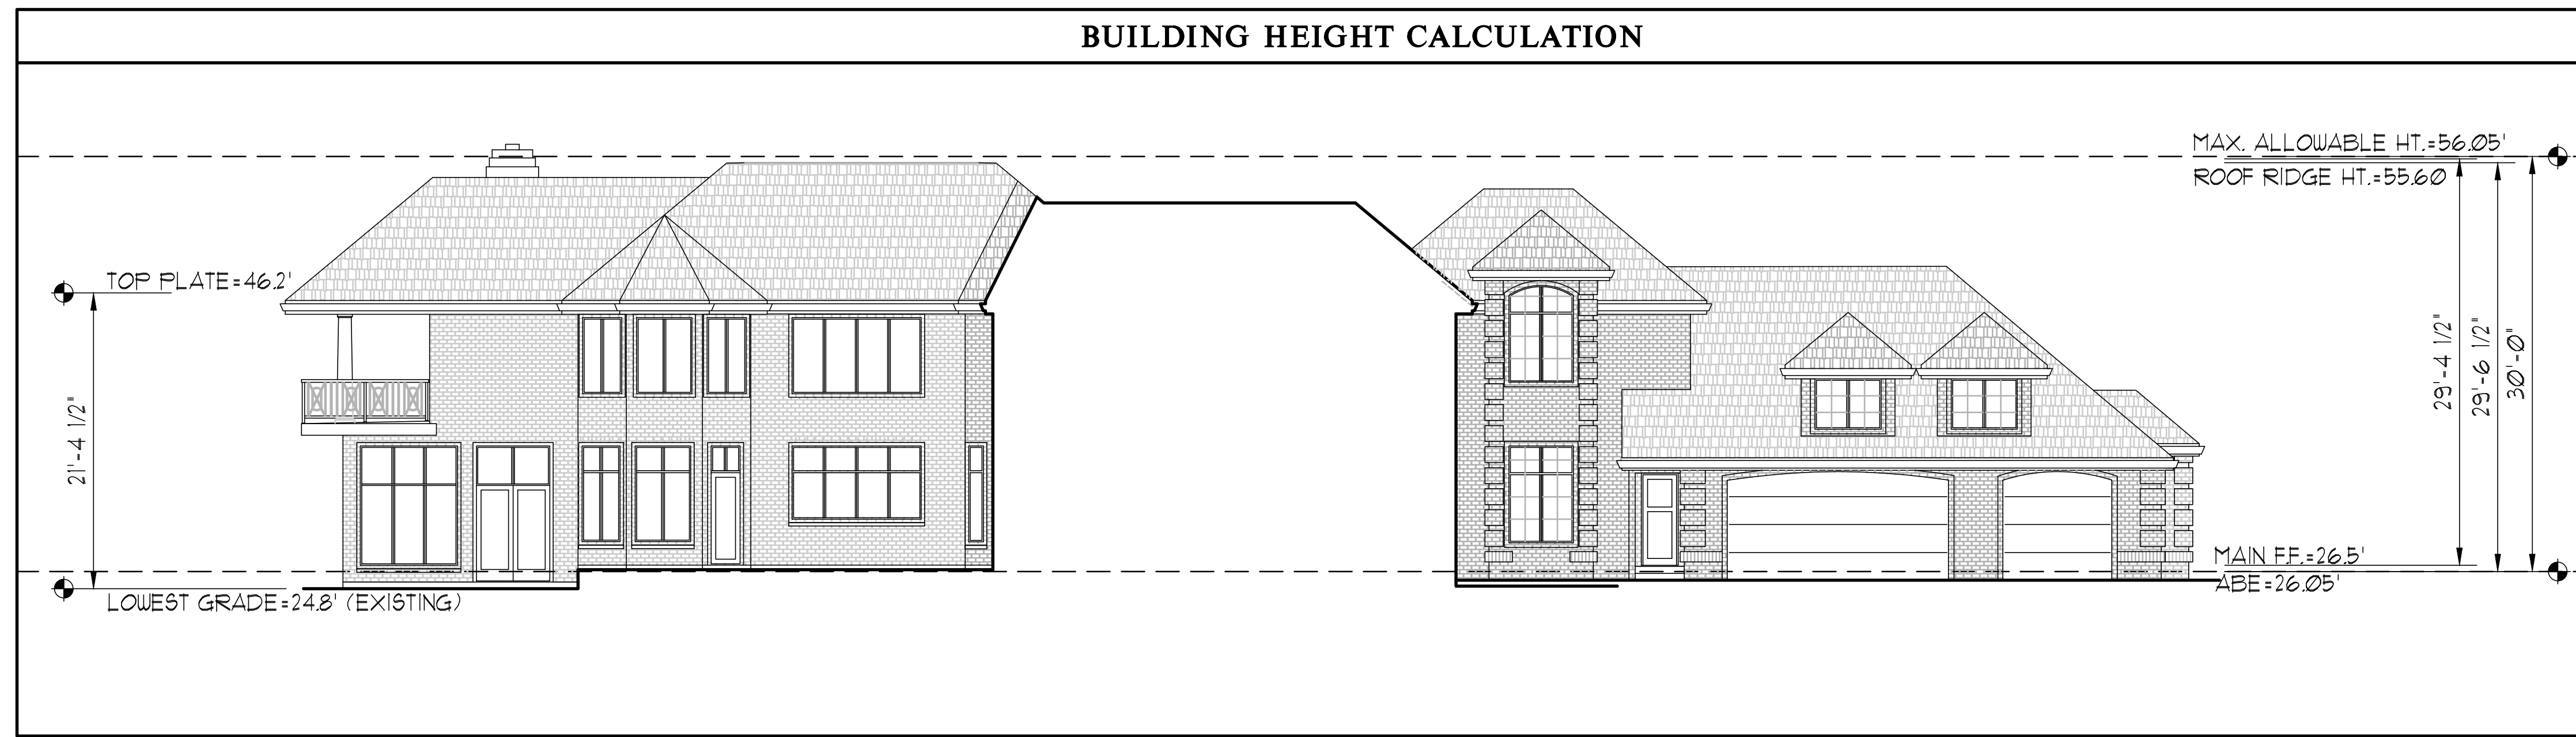 BUILDING HEIGHT CALCULATION
MAX. ALLOWABLE HT.=56.05'
ROOF RIDGE HT.=55.60
TOP PLATE=46.2'
21'-4 1/2"
29'-4 1/2"
29'-6 1/2"
30'-0"
MAIN F.F.=26.5'
ABE=26.05'
LOWEST GRADE=24.8' (EXISTING)